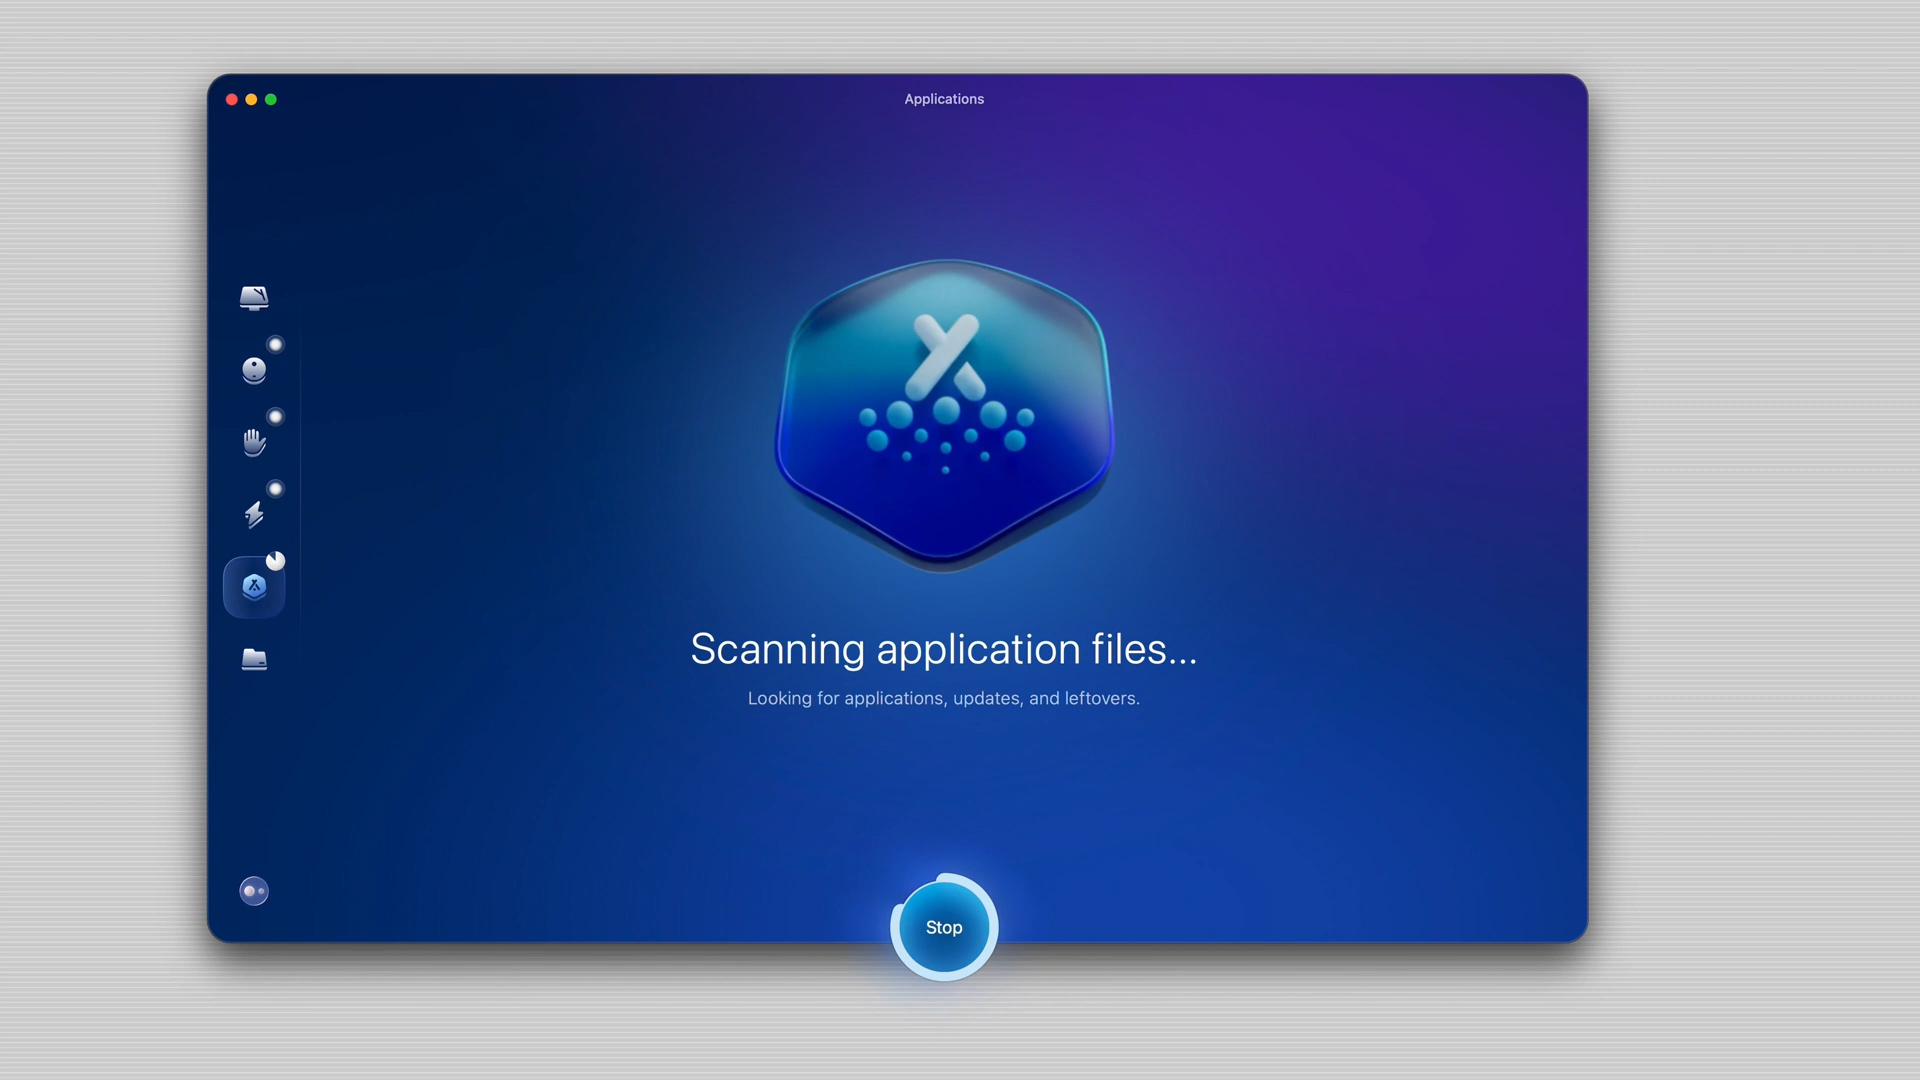 Applications
Scanning application files...
Looking for applications, updates, and leftovers.
Stop